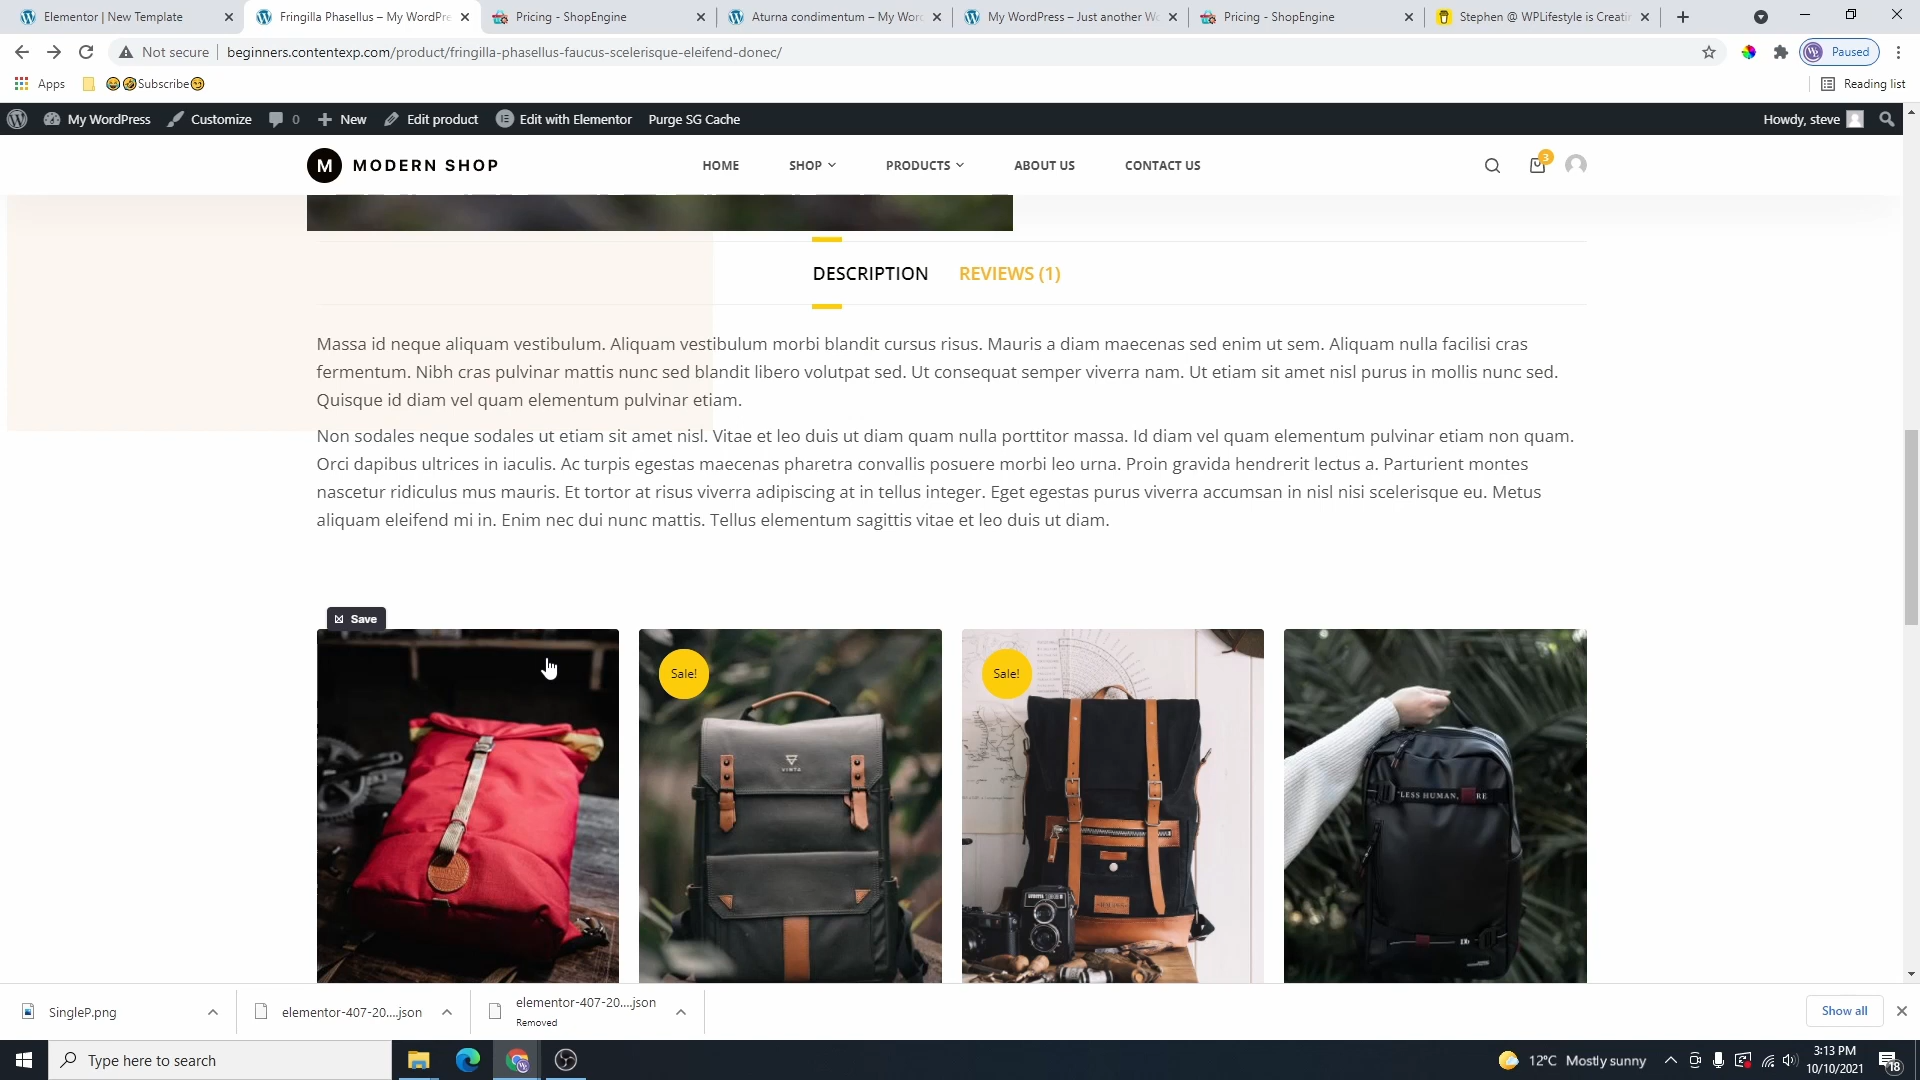 Elementor | New Template
Fringilla Phasellus – My WordPre
Pricing - ShopEngine
Aturna condimentum – My Wor
My WordPress – Just another Wo
Pricing - ShopEngine
Stephen @ WPLifestyle is Creatin
Not secure
beginners.contentexp.com/product/fringilla-phasellus-faucus-scelerisque-eleifend-donec/
Paused
Apps
Subscribe
Reading list
My WordPress
Customize
0
New
Edit product
Edit with Elementor
Purge SG Cache
Howdy, steve
M MODERN SHOP
HOME
SHOP
PRODUCTS
ABOUT US
CONTACT US
3
DESCRIPTION
REVIEWS (1)
Massa id neque aliquam vestibulum. Aliquam vestibulum morbi blandit cursus risus. Mauris a diam maecenas sed enim ut sem. Aliquam nulla facilisi cras
fermentum. Nibh cras pulvinar mattis nunc sed blandit libero volutpat sed. Ut consequat semper viverra nam. Ut etiam sit amet nisl purus in mollis nunc sed.
Quisque id diam vel quam elementum pulvinar etiam.
Non sodales neque sodales ut etiam sit amet nisl. Vitae et leo duis ut diam quam nulla porttitor massa. Id diam vel quam elementum pulvinar etiam non quam.
Orci dapibus ultrices in iaculis. Ac turpis egestas maecenas pharetra convallis posuere morbi leo urna. Proin gravida hendrerit lectus a. Parturient montes
nascetur ridiculus mus mauris. Et tortor at risus viverra adipiscing at in tellus integer. Eget egestas purus viverra accumsan in nisl nisi scelerisque eu. Metus
aliquam eleifend mi in. Enim nec dui nunc mattis. Tellus elementum sagittis vitae et leo duis ut diam.
Save
Sale!
Sale!
VINTA
"LESS HUMAN, RE
Db
SingleP.png
elementor-407-20....json
elementor-407-20....json
Removed
Show all
Type here to search
12°C Mostly sunny
3:13 PM
10/10/2021
18